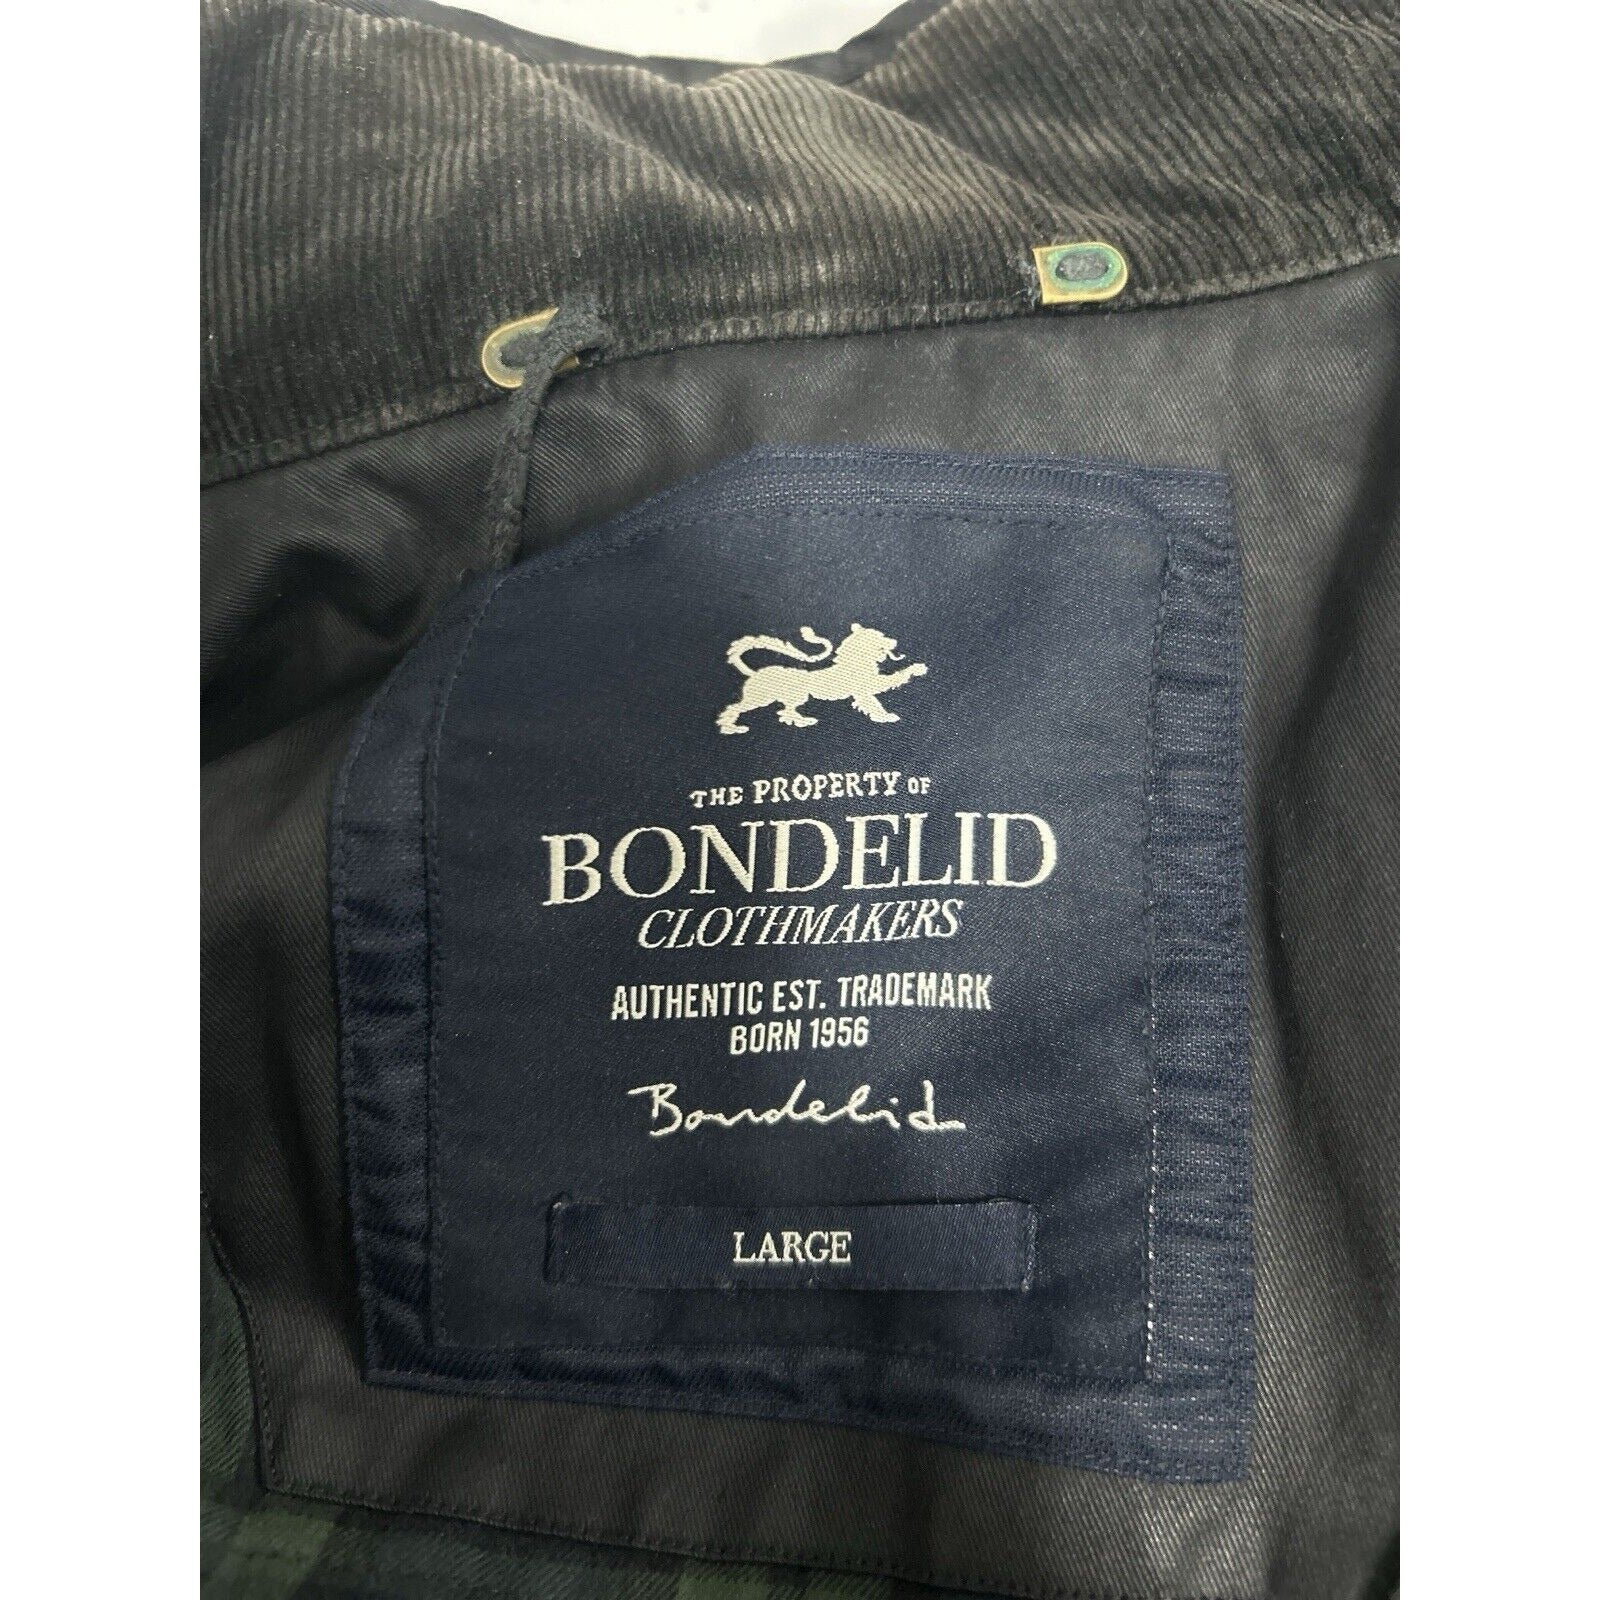 THE PROPERTY OF
BONDELID
CLOTHMAKERS
AUTHENTIC EST. TRADEMARK
BORN 1956
Bondelid
LARGE